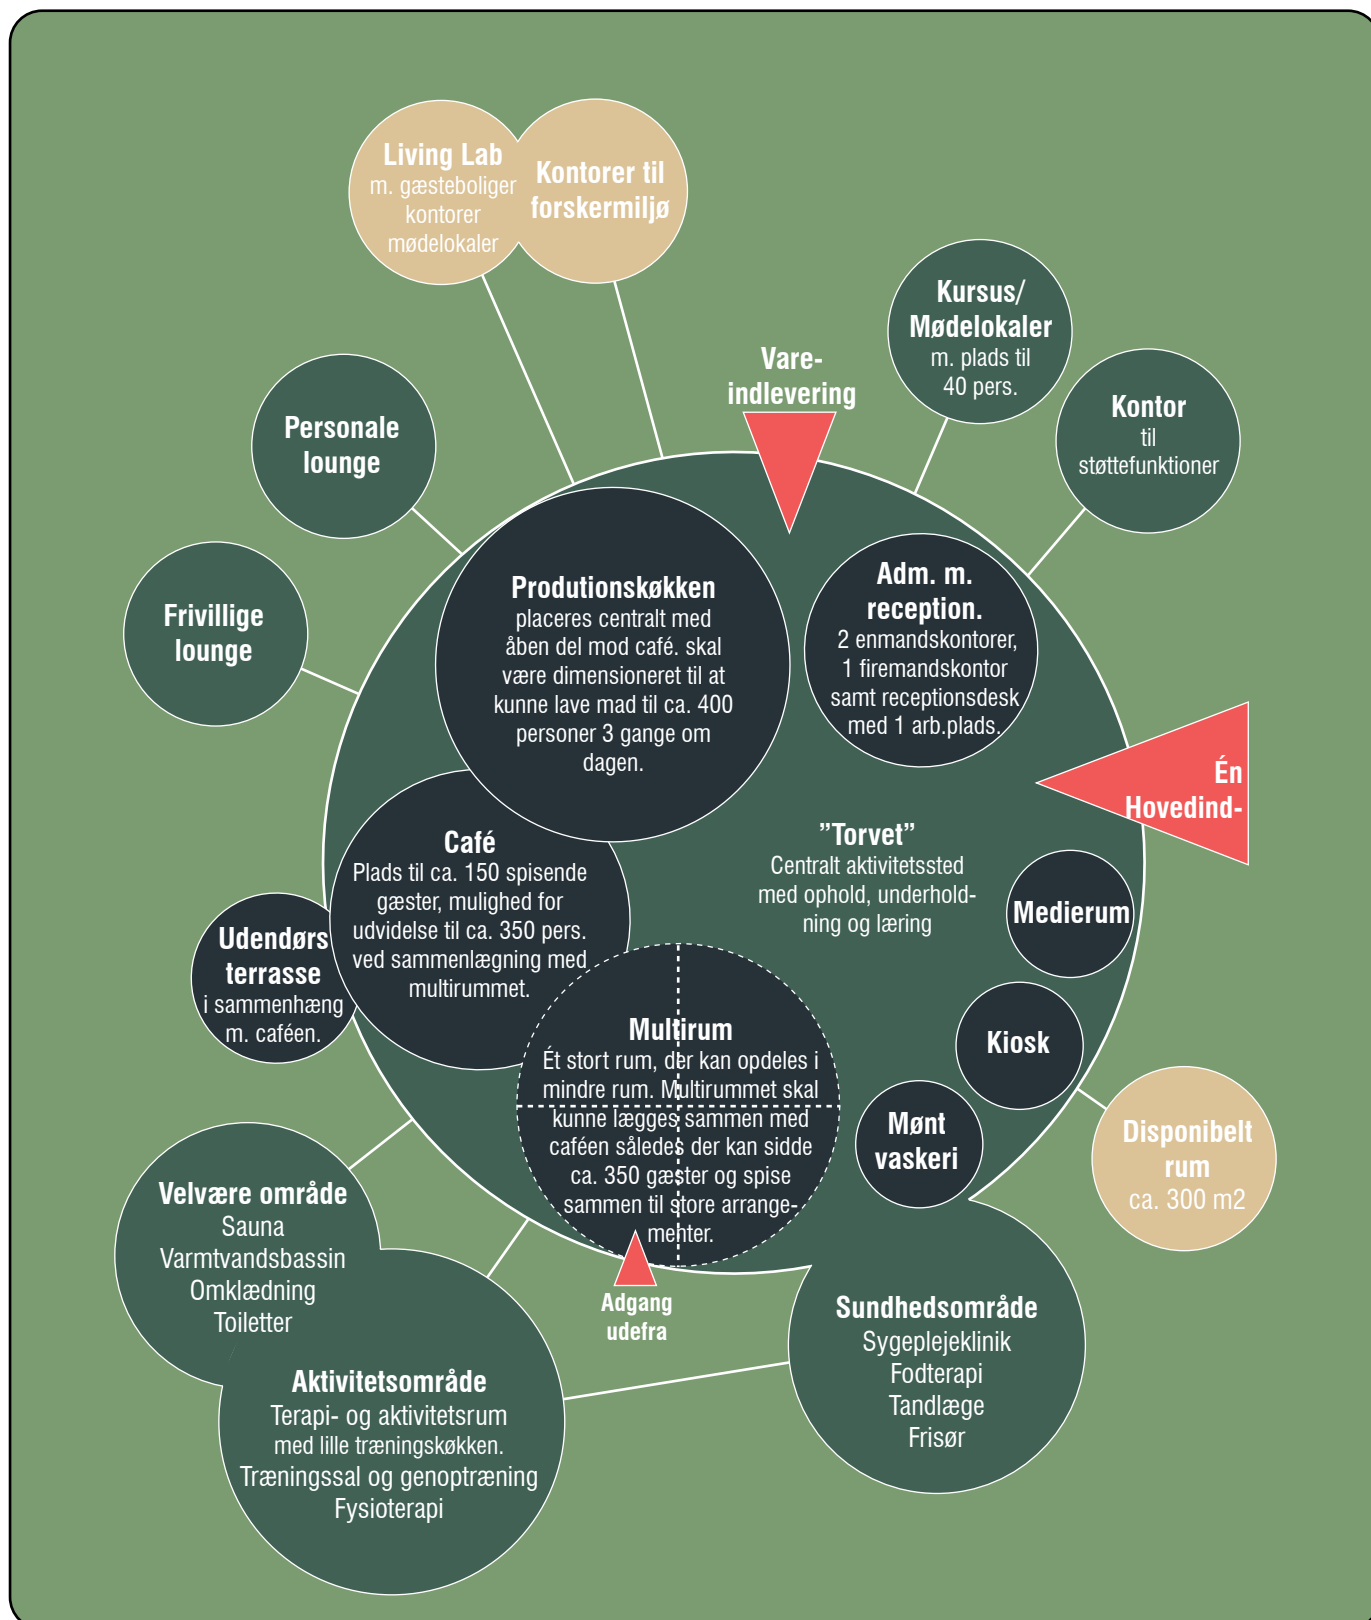 Living Lab
m. gæsteboliger
kontorer
mødelokaler
Kontorer til
forskermiljø
Kursus/
Mødelokaler
m. plads til
40 pers.
Vare-
indlevering
Kontor
til
støttefunktioner
Personale
lounge
Frivillige
lounge
Produtionskøkken
placeres centralt med
åben del mod café. skal
være dimensioneret til at
kunne lave mad til ca. 400
personer 3 gange om
dagen.
Adm. m.
reception.
2 enmandskontorer,
1 firemandskontor
samt receptionsdesk
med 1 arb.plads.
Én
Hovedind-
Café
Plads til ca. 150 spisende
gæster, mulighed for
udvidelse til ca. 350 pers.
ved sammenlægning med
multirummet.
”Torvet”
Centralt aktivitetssted
med ophold, underhold-
ning og læring
Medierum
Udendørs
terrasse
i sammenhæng
m. caféen.
Multirum
Ét stort rum, der kan opdeles i
mindre rum. Multirummet skal
kunne lægges sammen med
caféen således der kan sidde
ca. 350 gæster og spise
sammen til store arrange-
menter.
Kiosk
Mønt
vaskeri
Disponibelt
rum
ca. 300 m2
Velvære område
Sauna
Varmtvandsbassin
Omklædning
Toiletter
Adgang
udefra
Sundhedsområde
Sygeplejeklinik
Fodterapi
Tandlæge
Frisør
Aktivitetsområde
Terapi- og aktivitetsrum
med lille træningskøkken.
Træningssal og genoptræning
Fysioterapi